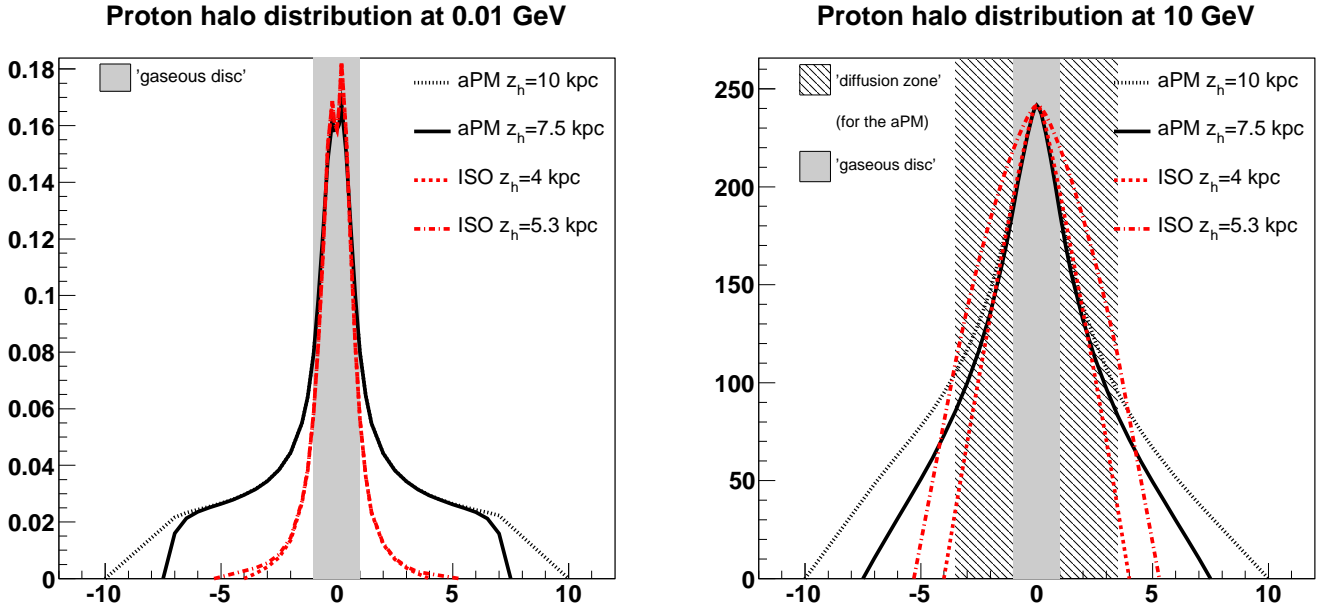 Proton halo distribution at 0.01 GeV
'gaseous disc'
aPM z_h=10 kpc
aPM z_h=7.5 kpc
ISO z_h=4 kpc
ISO z_h=5.3 kpc
0.18
0.16
0.14
0.12
0.1
0.08
0.06
0.04
0.02
0
-10 -5 0 5 10
Proton halo distribution at 10 GeV
'diffusion zone'
(for the aPM)
'gaseous disc'
aPM z_h=10 kpc
aPM z_h=7.5 kpc
ISO z_h=4 kpc
ISO z_h=5.3 kpc
250
200
150
100
50
0
-10 -5 0 5 10